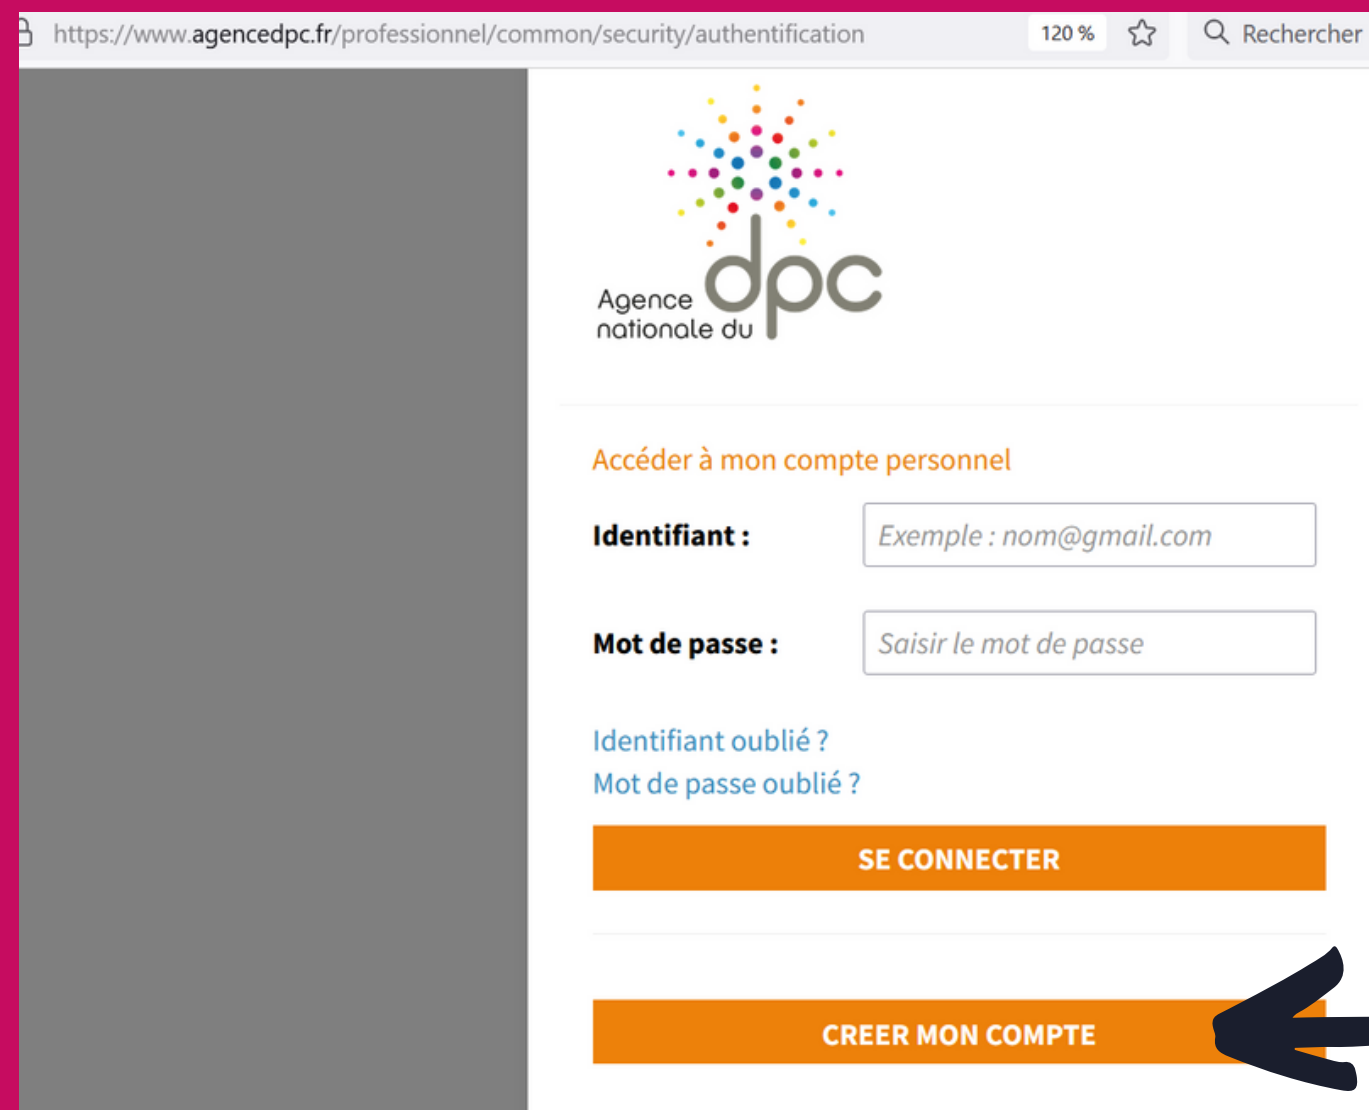 https://www.agencedpc.fr/professionnel/common/security/authentification
120 %
Rechercher
Agence
nationale du
dpc
Accéder à mon compte personnel
Identifiant :
Exemple : nom@gmail.com
Mot de passe :
Saisir le mot de passe
Identifiant oublié ?
Mot de passe oublié ?
SE CONNECTER
CREER MON COMPTE